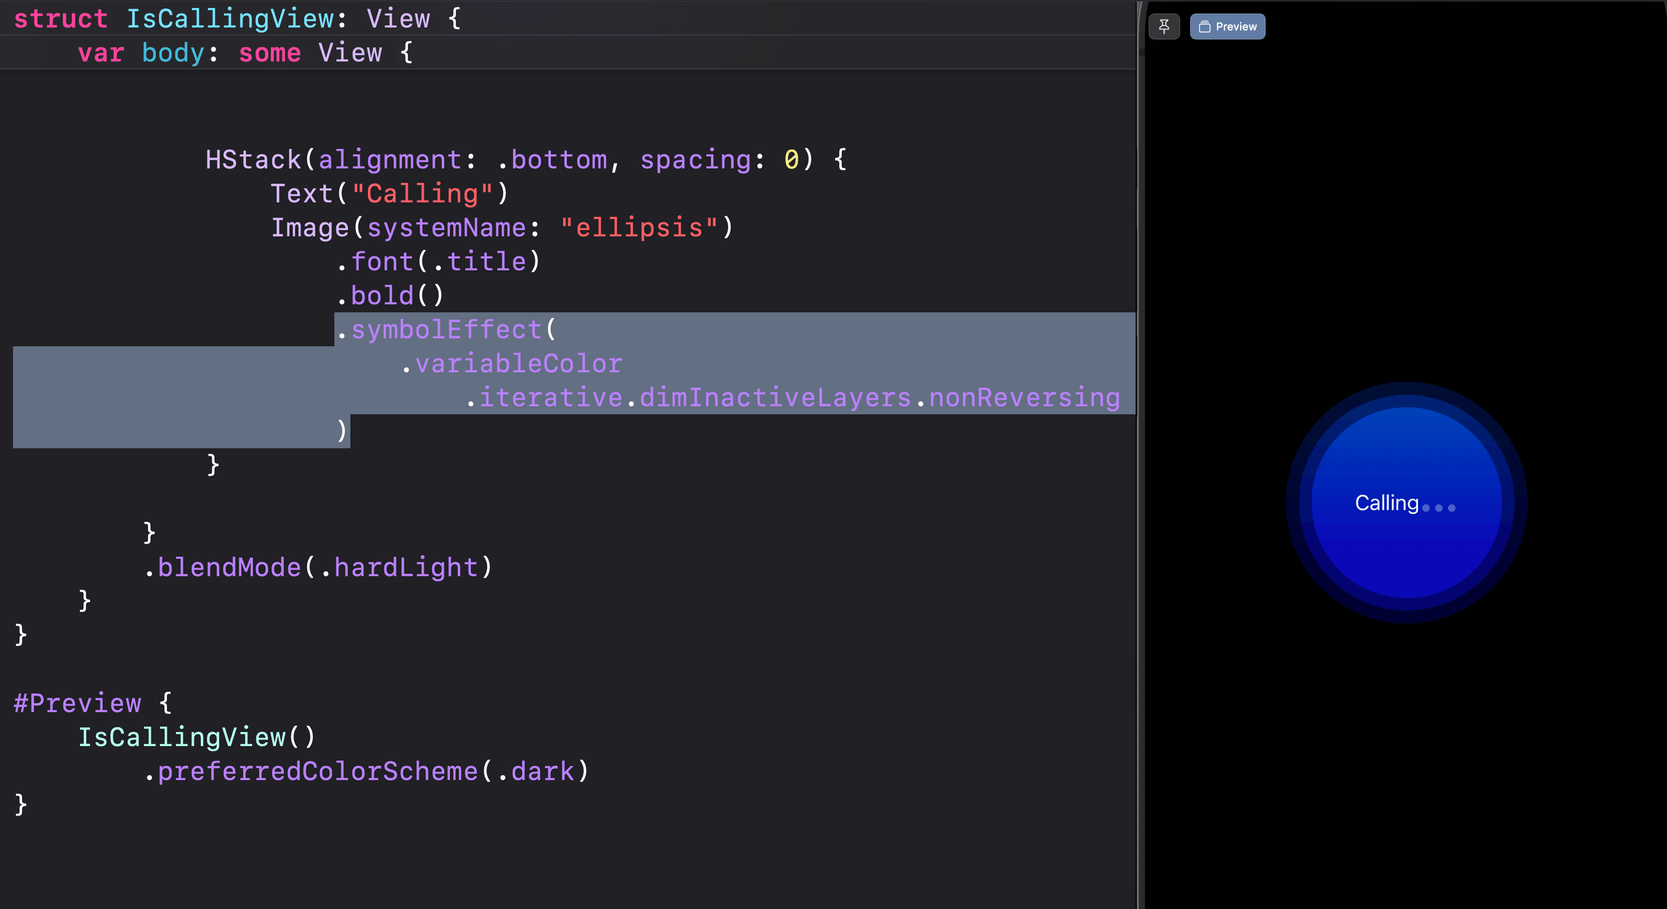 struct IsCallingView: View {
var body: some View {
HStack(alignment: .bottom, spacing: 0) {
Text("Calling")
Image(systemName: "ellipsis")
.font(.title)
.bold()
.symbolEffect(
.variableColor
.iterative.dimInactiveLayers.nonReversing
)
}
}
.blendMode(.hardLight)
}
}
#Preview {
IsCallingView()
.preferredColorScheme(.dark)
}
Preview
Calling